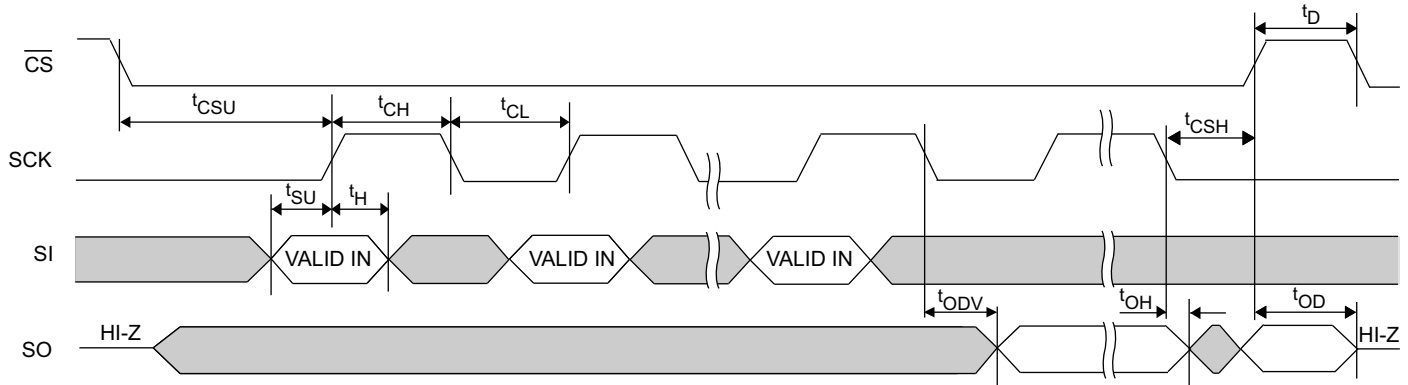 tD
CS
tCSU
tCH
tCL
tCSH
SCK
tSU
tH
SI
VALID IN
VALID IN
VALID IN
tODV
tOH
tOD
HI-Z
HI-Z
SO